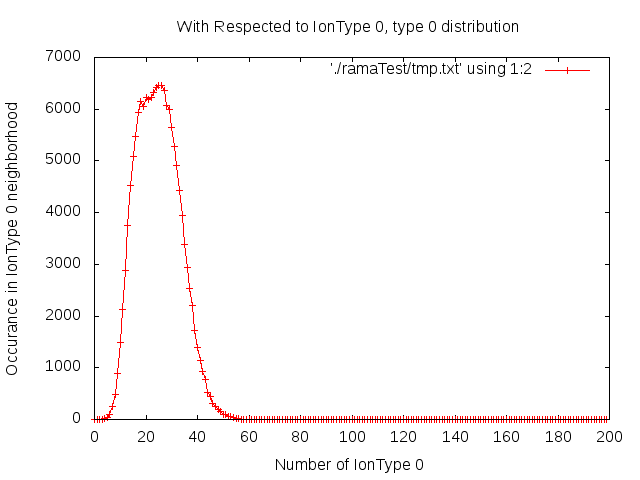 With Respected to IonType 0, type 0 distribution
'./ramaTest/tmp.txt' using 1:2
7000
6000
5000
4000
3000
2000
1000
0
Occurance in IonType 0 neighborhood
0 20 40 60 80 100 120 140 160 180 200
Number of IonType 0